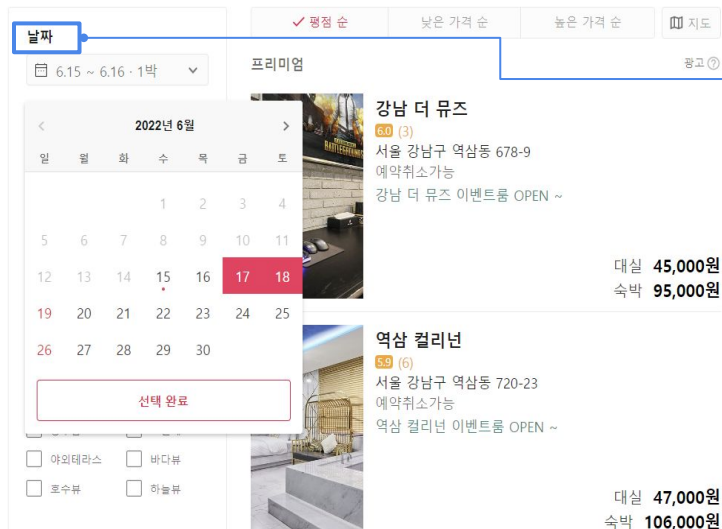 날짜
6.15 ~ 6.16 · 1박
2022년 6월
일 월 화 수 목 금 토
1 2 3 4
5 6 7 8 9 10 11
12 13 14 15 16 17 18
19 20 21 22 23 24 25
26 27 28 29 30
선택 완료
야외테라스 바다뷰
호수뷰 하늘뷰
평점 순 낮은 가격 순 높은 가격 순 지도
프리미엄 광고
강남 더 뮤즈
6.0 (3)
서울 강남구 역삼동 678-9
예약취소가능
강남 더 뮤즈 이벤트룸 OPEN ~
대실 45,000원
숙박 95,000원
BATTLEGROUNDS
역삼 컬리넌
5.9 (6)
서울 강남구 역삼동 720-23
예약취소가능
역삼 컬리넌 이벤트룸 OPEN ~
대실 47,000원
숙박 106,000원